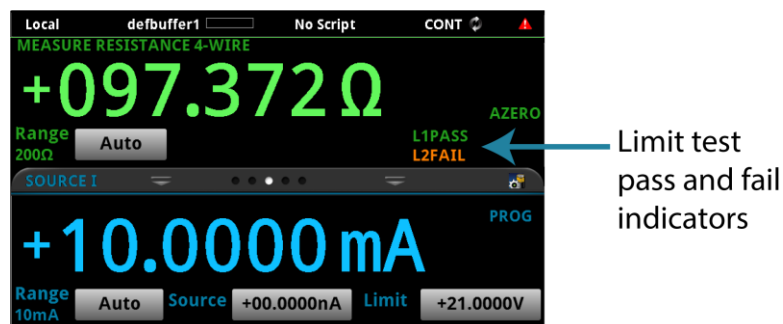 Local defbuffer1 No Script CONT
MEASURE RESISTANCE 4-WIRE
+097.372 Ω
AZERO
Range
200Ω
Auto
L1PASS
L2FAIL
Limit test
pass and fail
indicators
SOURCE I
PROG
+10.0000 mA
Range
10mA
Auto
Source +00.0000nA Limit +21.0000V